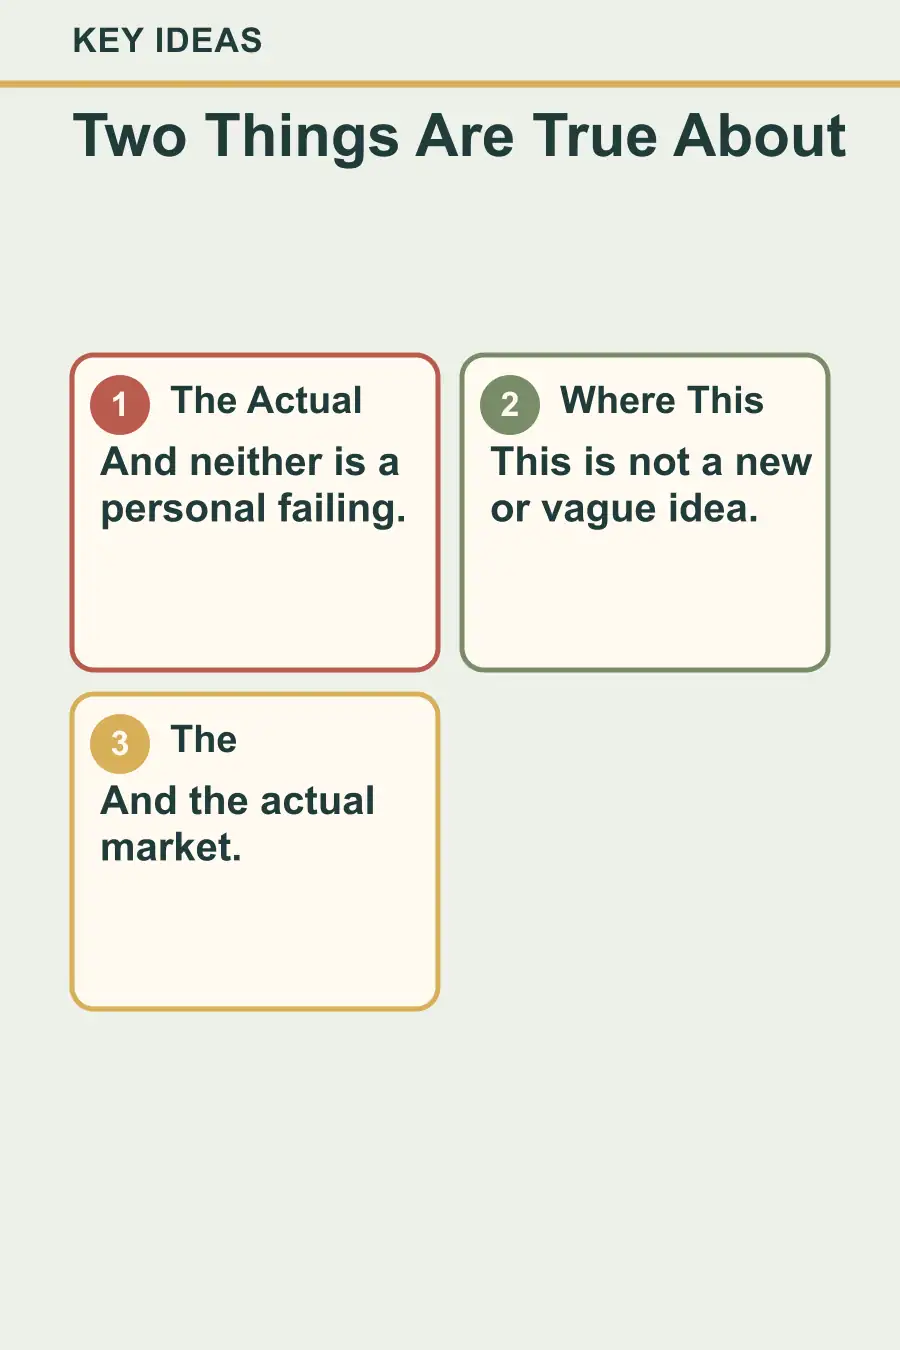 KEY IDEAS
Two Things Are True About
1 The Actual
And neither is a
personal failing.
2 Where This
This is not a new
or vague idea.
3 The
And the actual
market.